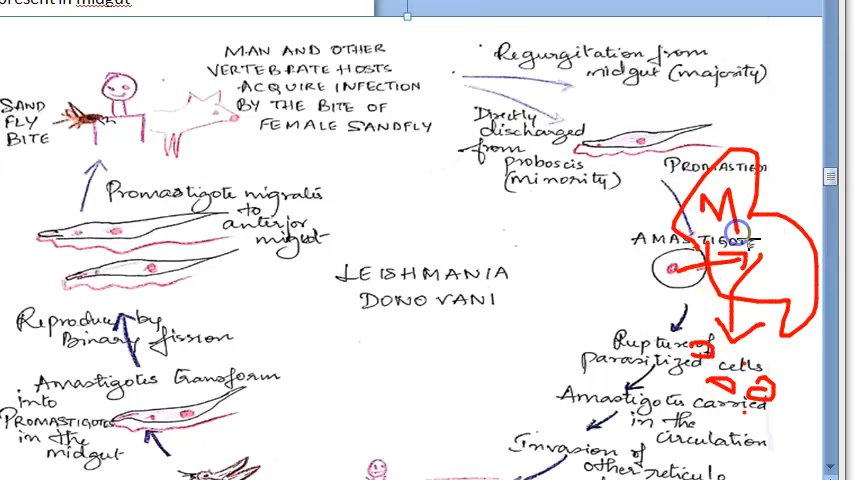 present in midgut
MAN AND OTHER
VERTEBRATE HOSTS
ACQUIRE INFECTION
BY THE BITE OF
FEMALE SANDFLY
SAND
FLY
BITE
Regurgitation from
midgut (majority)
Directly
discharged
from
proboscis
(minority)
PROMASTIGO
Promastigote migrates
to
anterior
midgut
AMASTIGOTE
M
LEISHMANIA
DONOVANI
Reproduce by
Binary fission
Rupture of
parasitized cells
Amastigotes transform
into
PROMASTIGOTES
in the
midgut
Amastigotes carried
in the
circulation
Invasion of
other reticulo